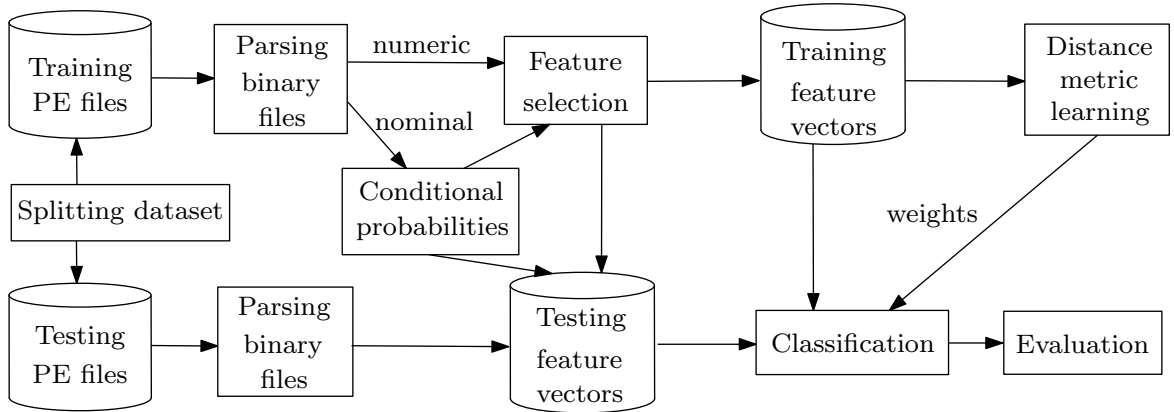 Training
PE files
Parsing
binary
files
numeric
nominal
Feature
selection
Training
feature
vectors
Distance
metric
learning
Splitting dataset
Conditional
probabilities
weights
Testing
PE files
Parsing
binary
files
Testing
feature
vectors
Classification
Evaluation